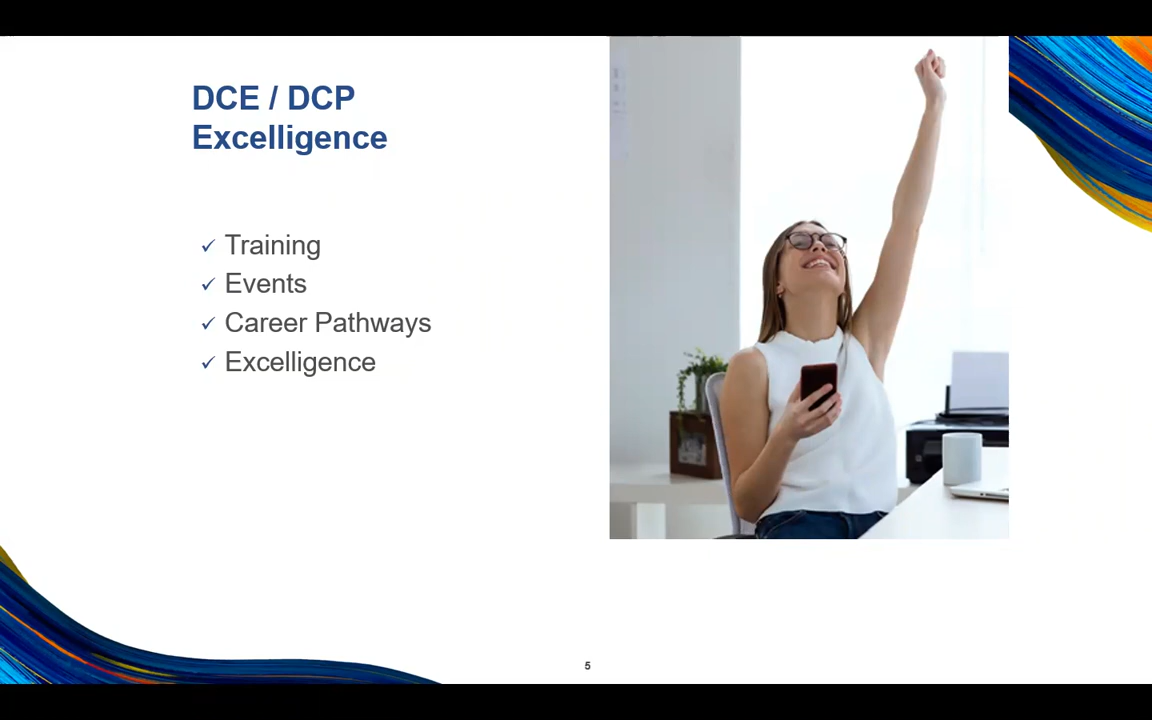 DCE / DCP
Excelligence
✓ Training
✓ Events
✓ Career Pathways
✓ Excelligence
5